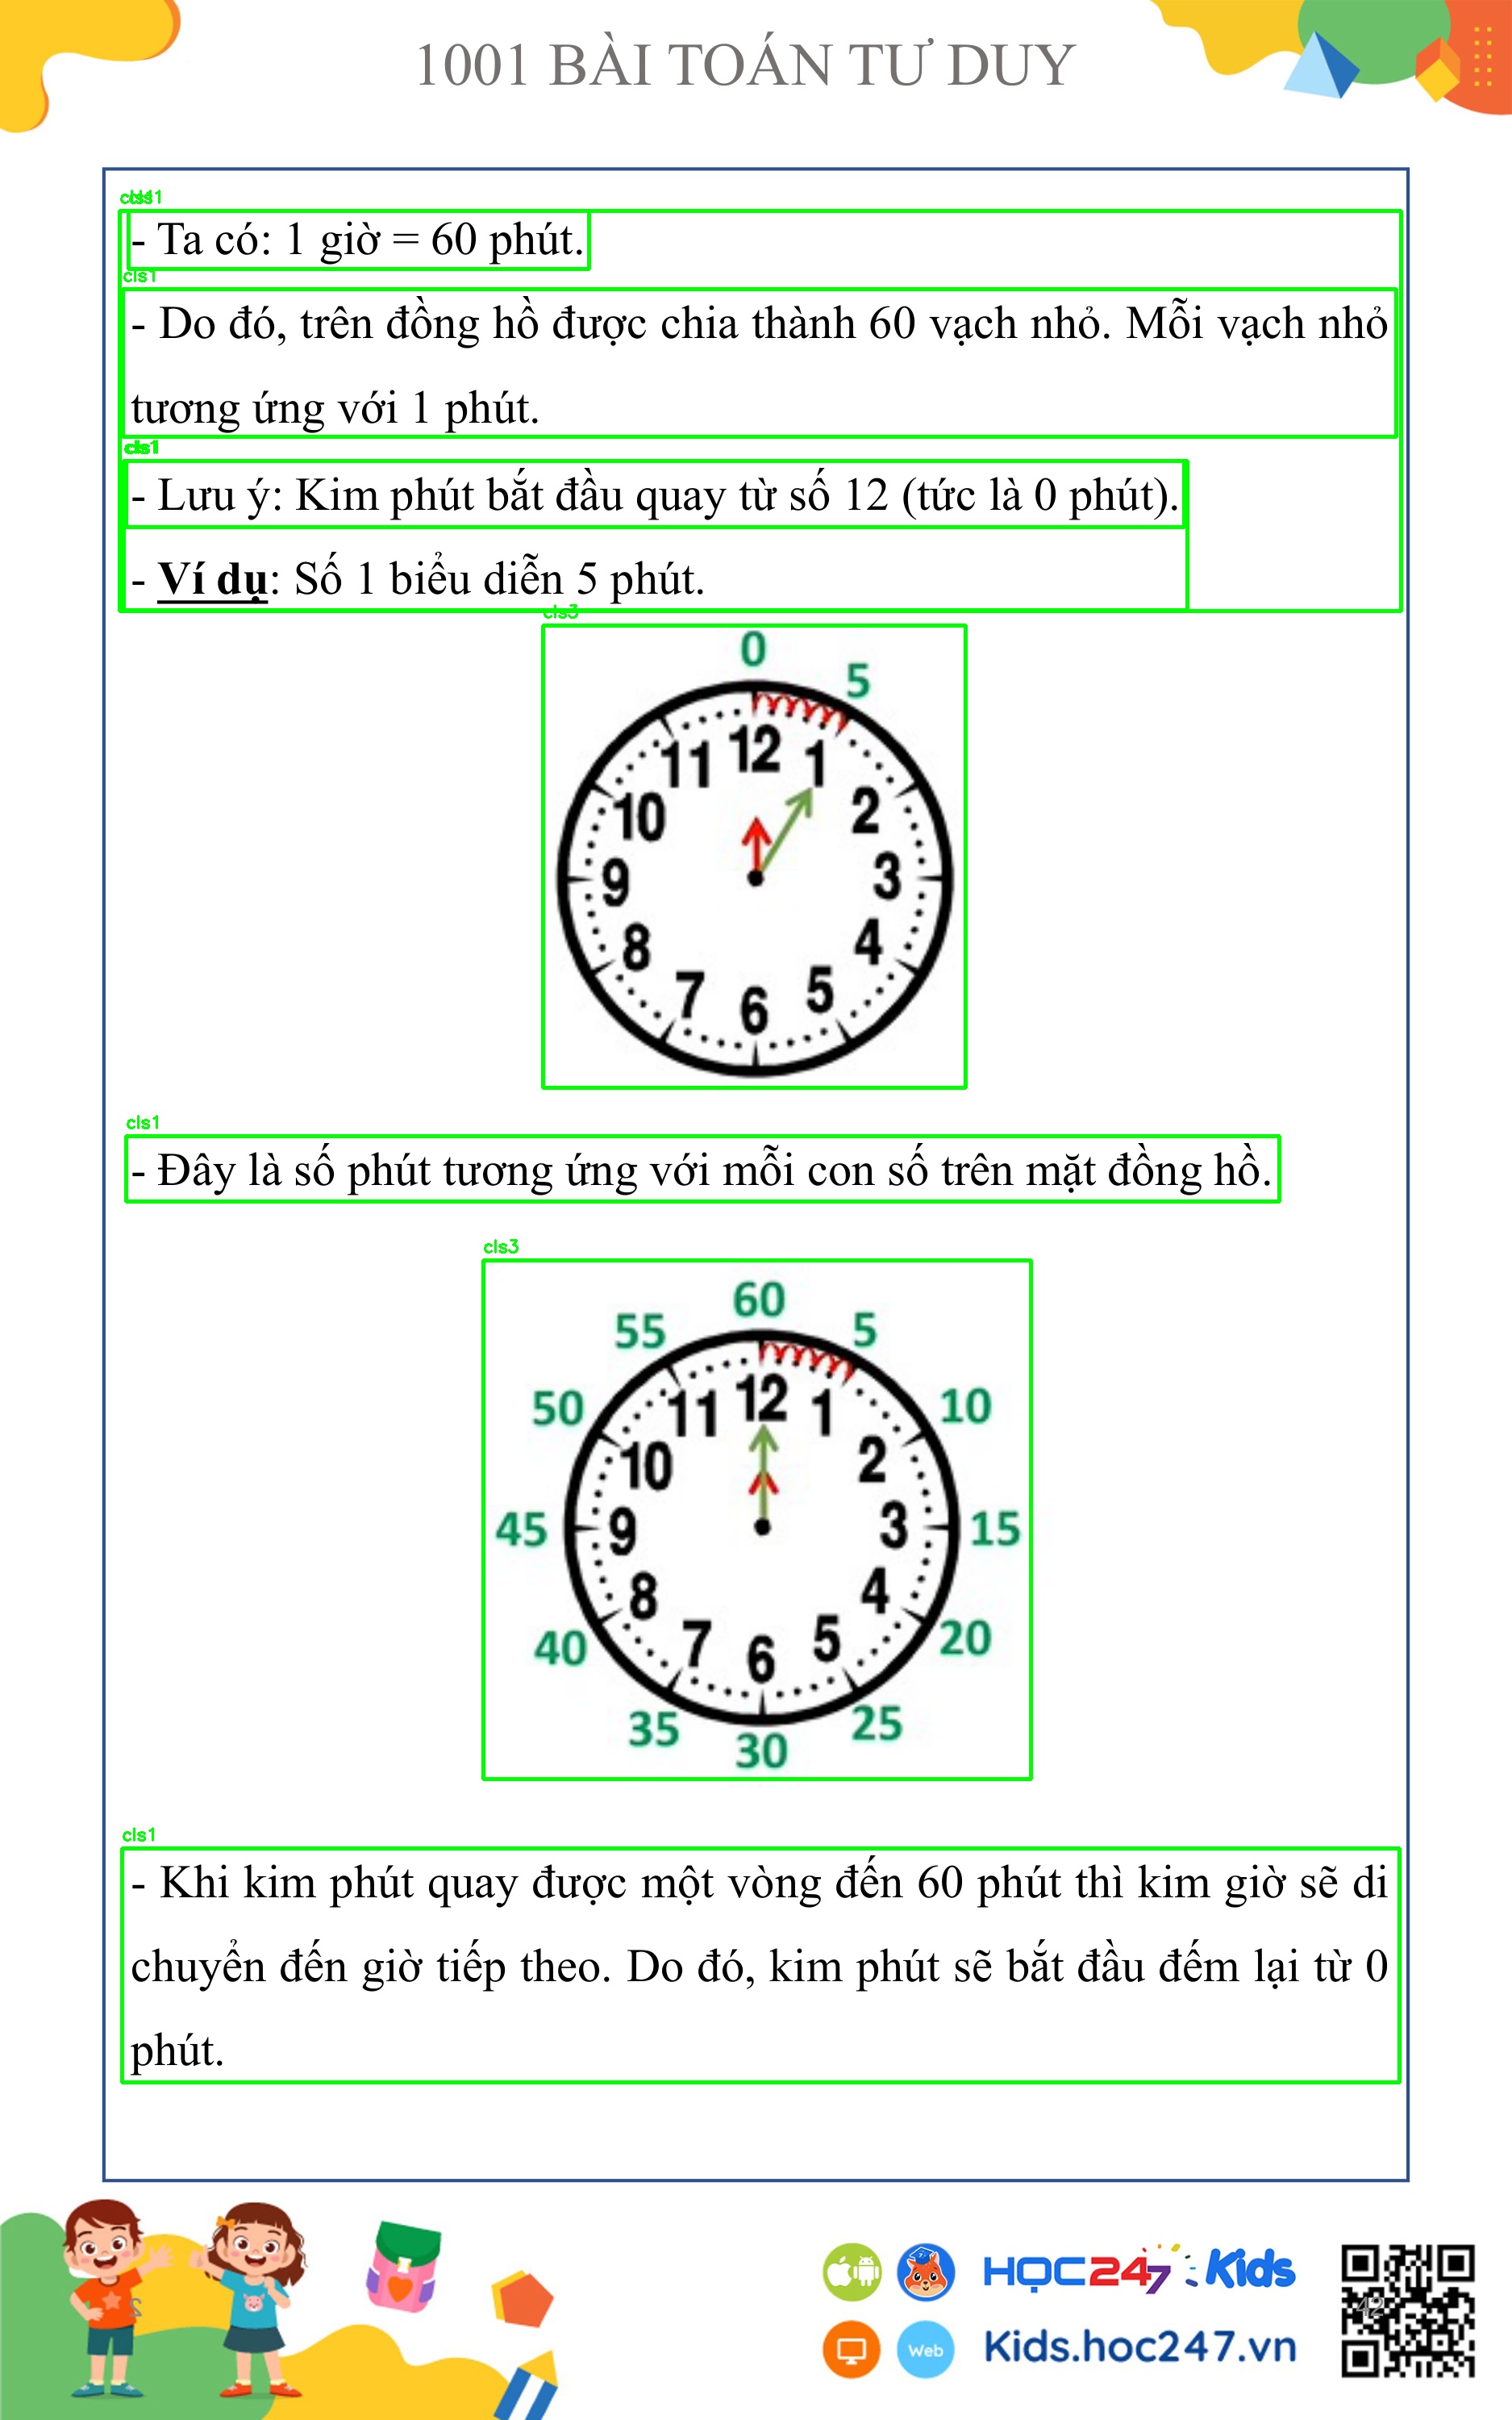 1001 BÀI TOÁN TƯ DUY
cls1 cls1
- Ta có: 1 giờ = 60 phút.
cls1
- Do đó, trên đồng hồ được chia thành 60 vạch nhỏ. Mỗi vạch nhỏ
tương ứng với 1 phút.
cls1
- Lưu ý: Kim phút bắt đầu quay từ số 12 (tức là 0 phút).
- Ví dụ: Số 1 biểu diễn 5 phút.
cls3
0
5
12
11 1
10 2
9 3
8 4
7 5
6
cls1
- Đây là số phút tương ứng với mỗi con số trên mặt đồng hồ.
cls3
60
55 5
50 10
12
11 1
10 2
45 9 3 15
8 4
40 20
7 5
6
35 25
30
cls1
- Khi kim phút quay được một vòng đến 60 phút thì kim giờ sẽ di
chuyển đến giờ tiếp theo. Do đó, kim phút sẽ bắt đầu đếm lại từ 0
phút.
HỌC247 Kids
42
Web Kids.hoc247.vn